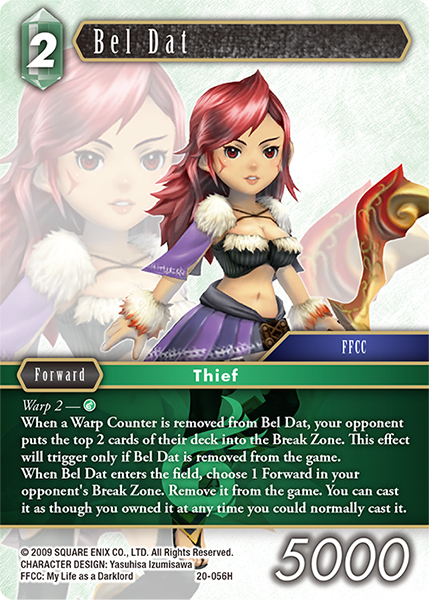 2
Bel Dat
FFCC
Forward
Thief
Warp 2 —
When a Warp Counter is removed from Bel Dat, your opponent
puts the top 2 cards of their deck into the Break Zone. This effect
will trigger only if Bel Dat is removed from the game.
When Bel Dat enters the field, choose 1 Forward in your
opponent's Break Zone. Remove it from the game. You can cast
it as though you owned it at any time you could normally cast it.
© 2009 SQUARE ENIX CO., LTD. All Rights Reserved.
CHARACTER DESIGN: Yasuhisa Izumisawa
FFCC: My Life as a Darklord
20-056H
5000